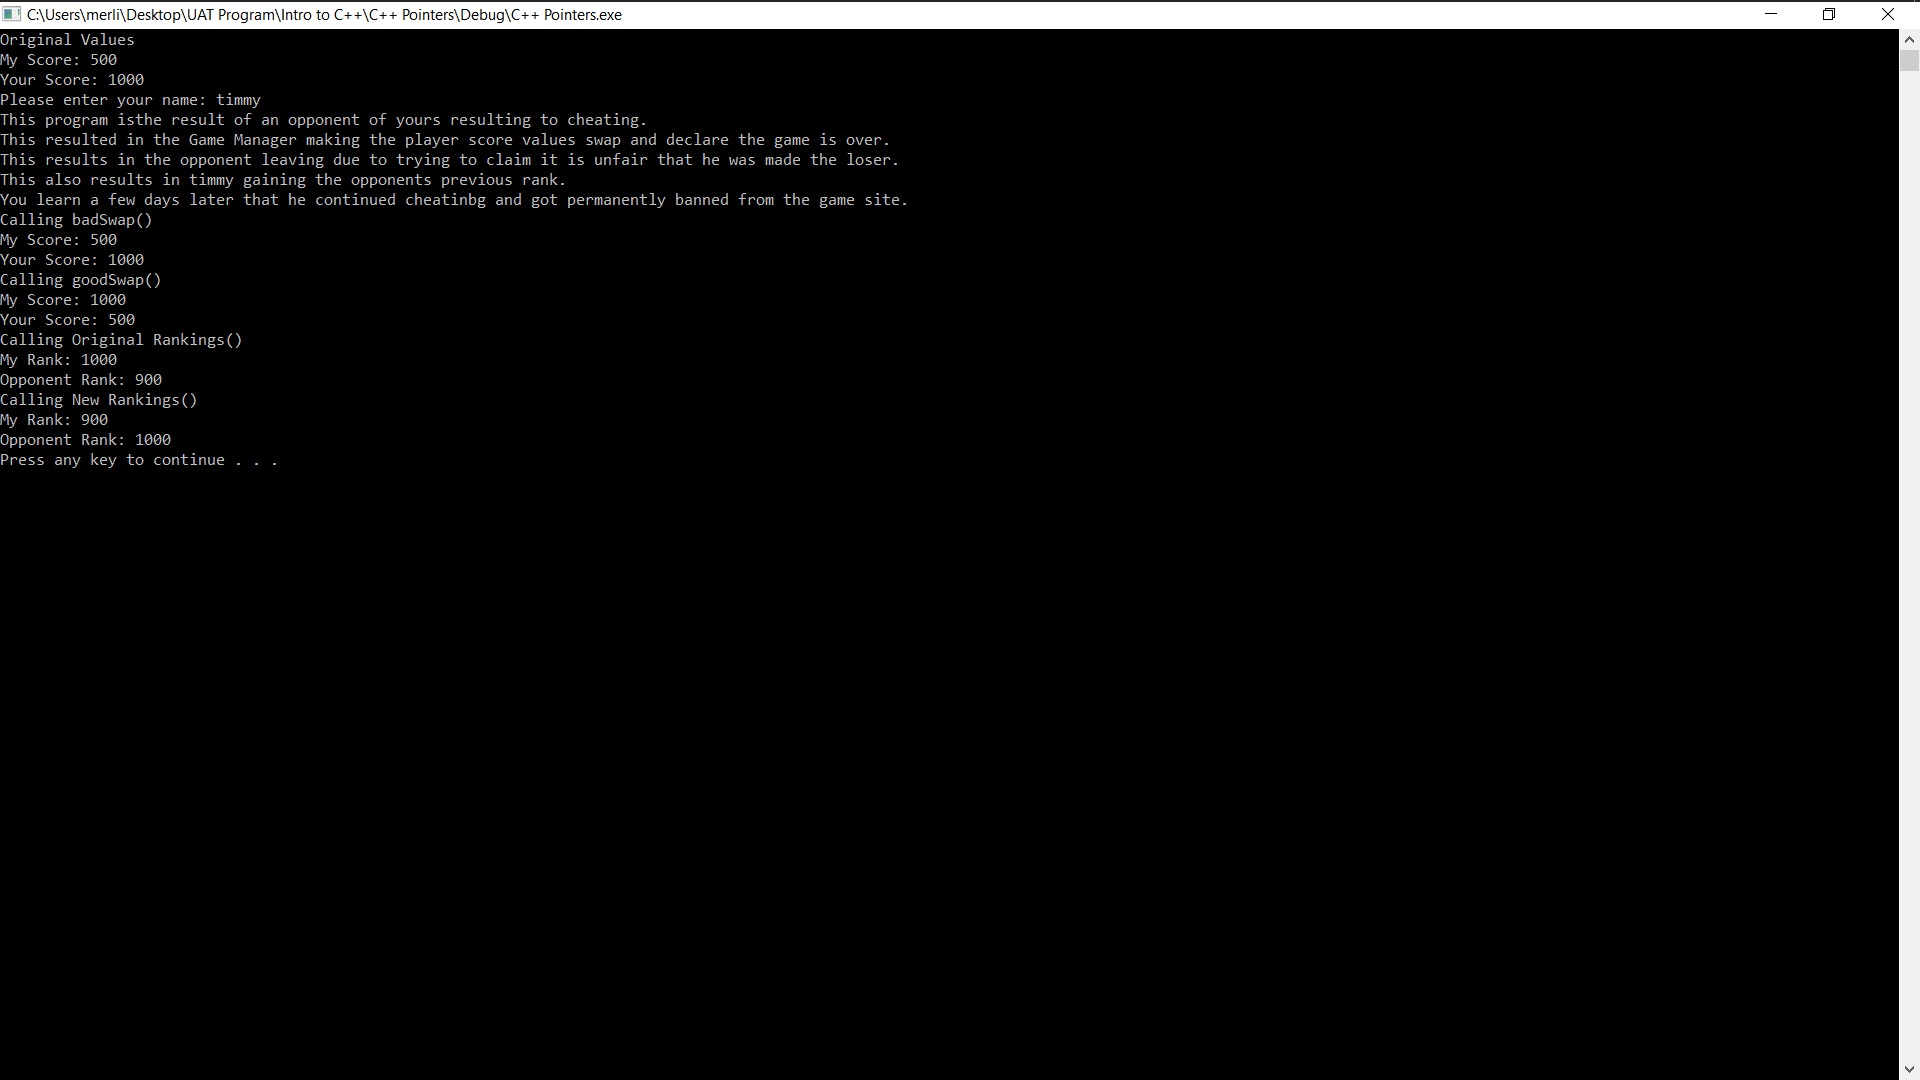 C:\Users\merli\Desktop\UAT Program\Intro to C++\C++ Pointers\Debug\C++ Pointers.exe
Original Values
My Score: 500
Your Score: 1000
Please enter your name: timmy
This program isthe result of an opponent of yours resulting to cheating.
This resulted in the Game Manager making the player score values swap and declare the game is over.
This results in the opponent leaving due to trying to claim it is unfair that he was made the loser.
This also results in timmy gaining the opponents previous rank.
You learn a few days later that he continued cheatinbg and got permanently banned from the game site.
Calling badSwap()
My Score: 500
Your Score: 1000
Calling goodSwap()
My Score: 1000
Your Score: 500
Calling Original Rankings()
My Rank: 1000
Opponent Rank: 900
Calling New Rankings()
My Rank: 900
Opponent Rank: 1000
Press any key to continue . . .